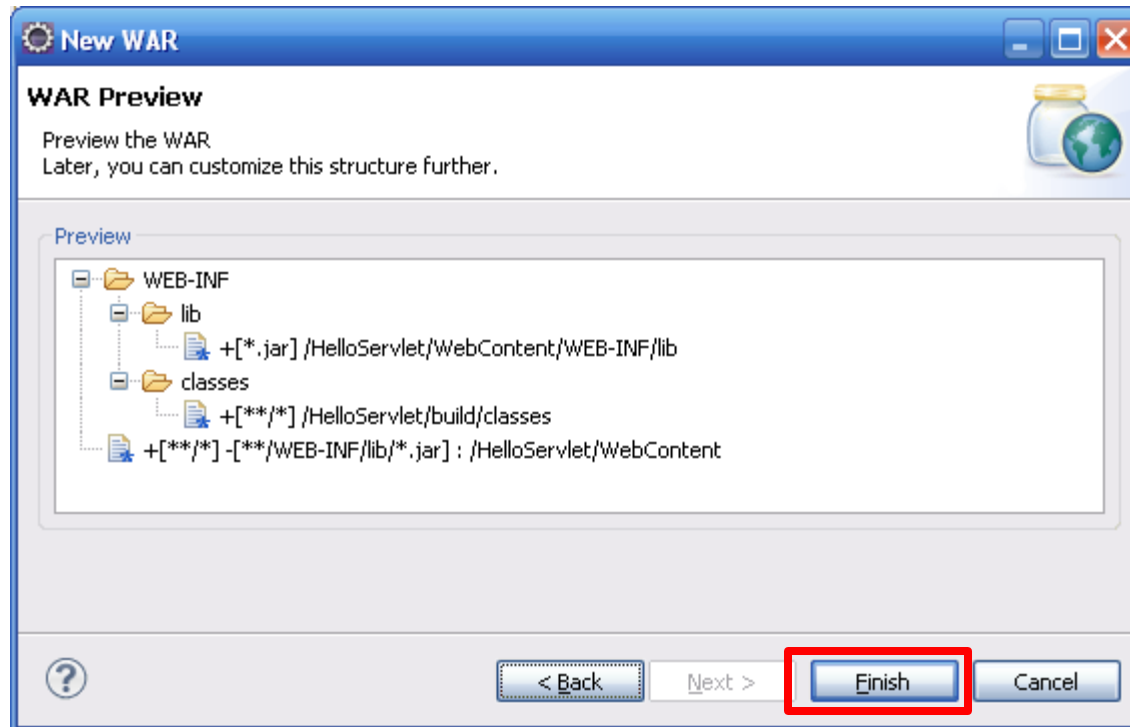 New WAR
WAR Preview
Preview the WAR
Later, you can customize this structure further.
Preview
WEB-INF
lib
+[*.jar] /HelloServlet/WebContent/WEB-INF/lib
classes
+[**/*] /HelloServlet/build/classes
+[**/*] -[**/WEB-INF/lib/*.jar] : /HelloServlet/WebContent
? < Back Next > Finish Cancel